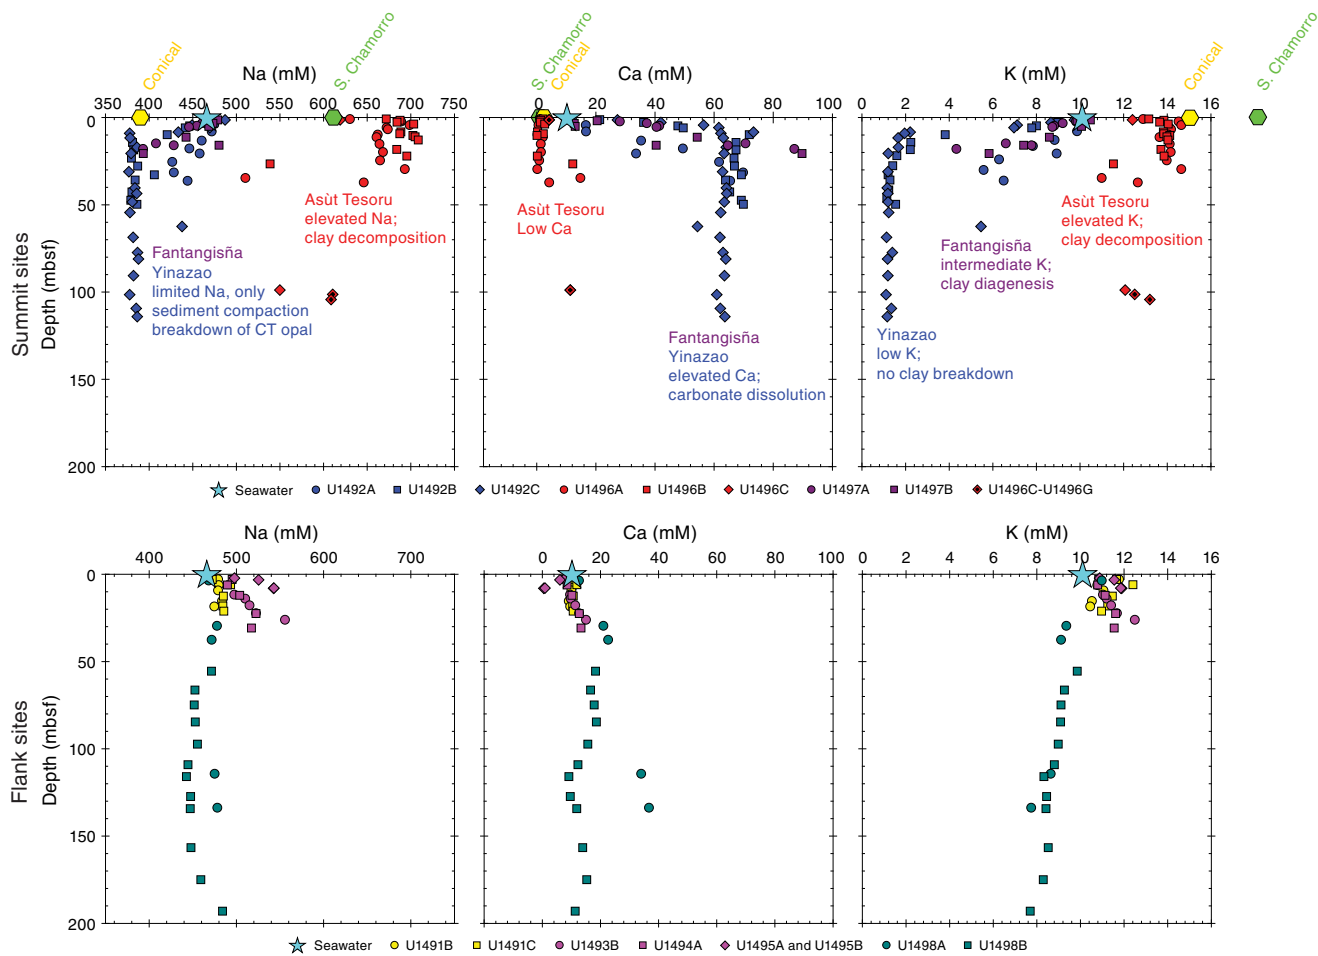 Conical
S. Chamorro
S. Chamorro
Conical
Conical
S. Chamorro
Na (mM)
Ca (mM)
K (mM)
350 400 450 500 550 600 650 700 750
0 20 40 60 80 100
0 2 4 6 8 10 12 14 16
Summit sites
Depth (mbsf)
0
50
100
150
200
Asùt Tesoru
elevated Na;
clay decomposition
Fantangisña
Yinazao
limited Na, only
sediment compaction
breakdown of CT opal
Asùt Tesoru
Low Ca
Fantangisña
Yinazao
elevated Ca;
carbonate dissolution
Asùt Tesoru
elevated K;
clay decomposition
Fantangisña
intermediate K;
clay diagenesis
Yinazao
low K;
no clay breakdown
Seawater U1492A U1492B U1492C U1496A U1496B U1496C U1497A U1497B U1496C-U1496G
Na (mM)
Ca (mM)
K (mM)
400 500 600 700
0 20 40 60 80 100
0 2 4 6 8 10 12 14 16
Flank sites
Depth (mbsf)
0
50
100
150
200
Seawater U1491B U1491C U1493B U1494A U1495A and U1495B U1498A U1498B